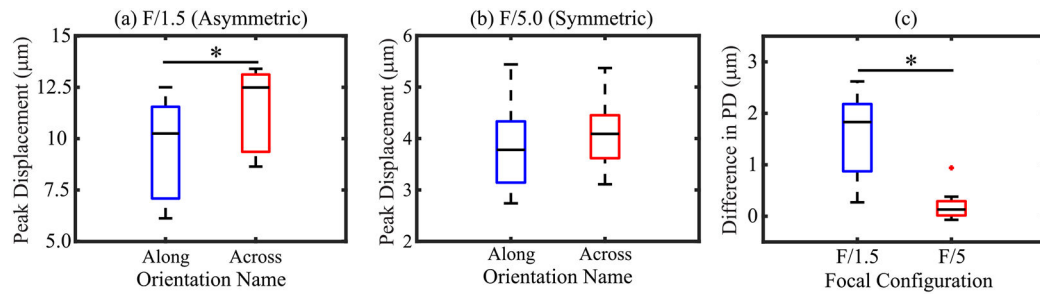 (a) F/1.5 (Asymmetric)
Peak Displacement (μm)
15
12.5
10
7.5
5.0
*
Along
Across
Orientation Name
(b) F/5.0 (Symmetric)
Peak Displacement (μm)
6
5
4
3
2
Along
Across
Orientation Name
(c)
Difference in PD (μm)
3
2
1
0
*
F/1.5
F/5
Focal Configuration